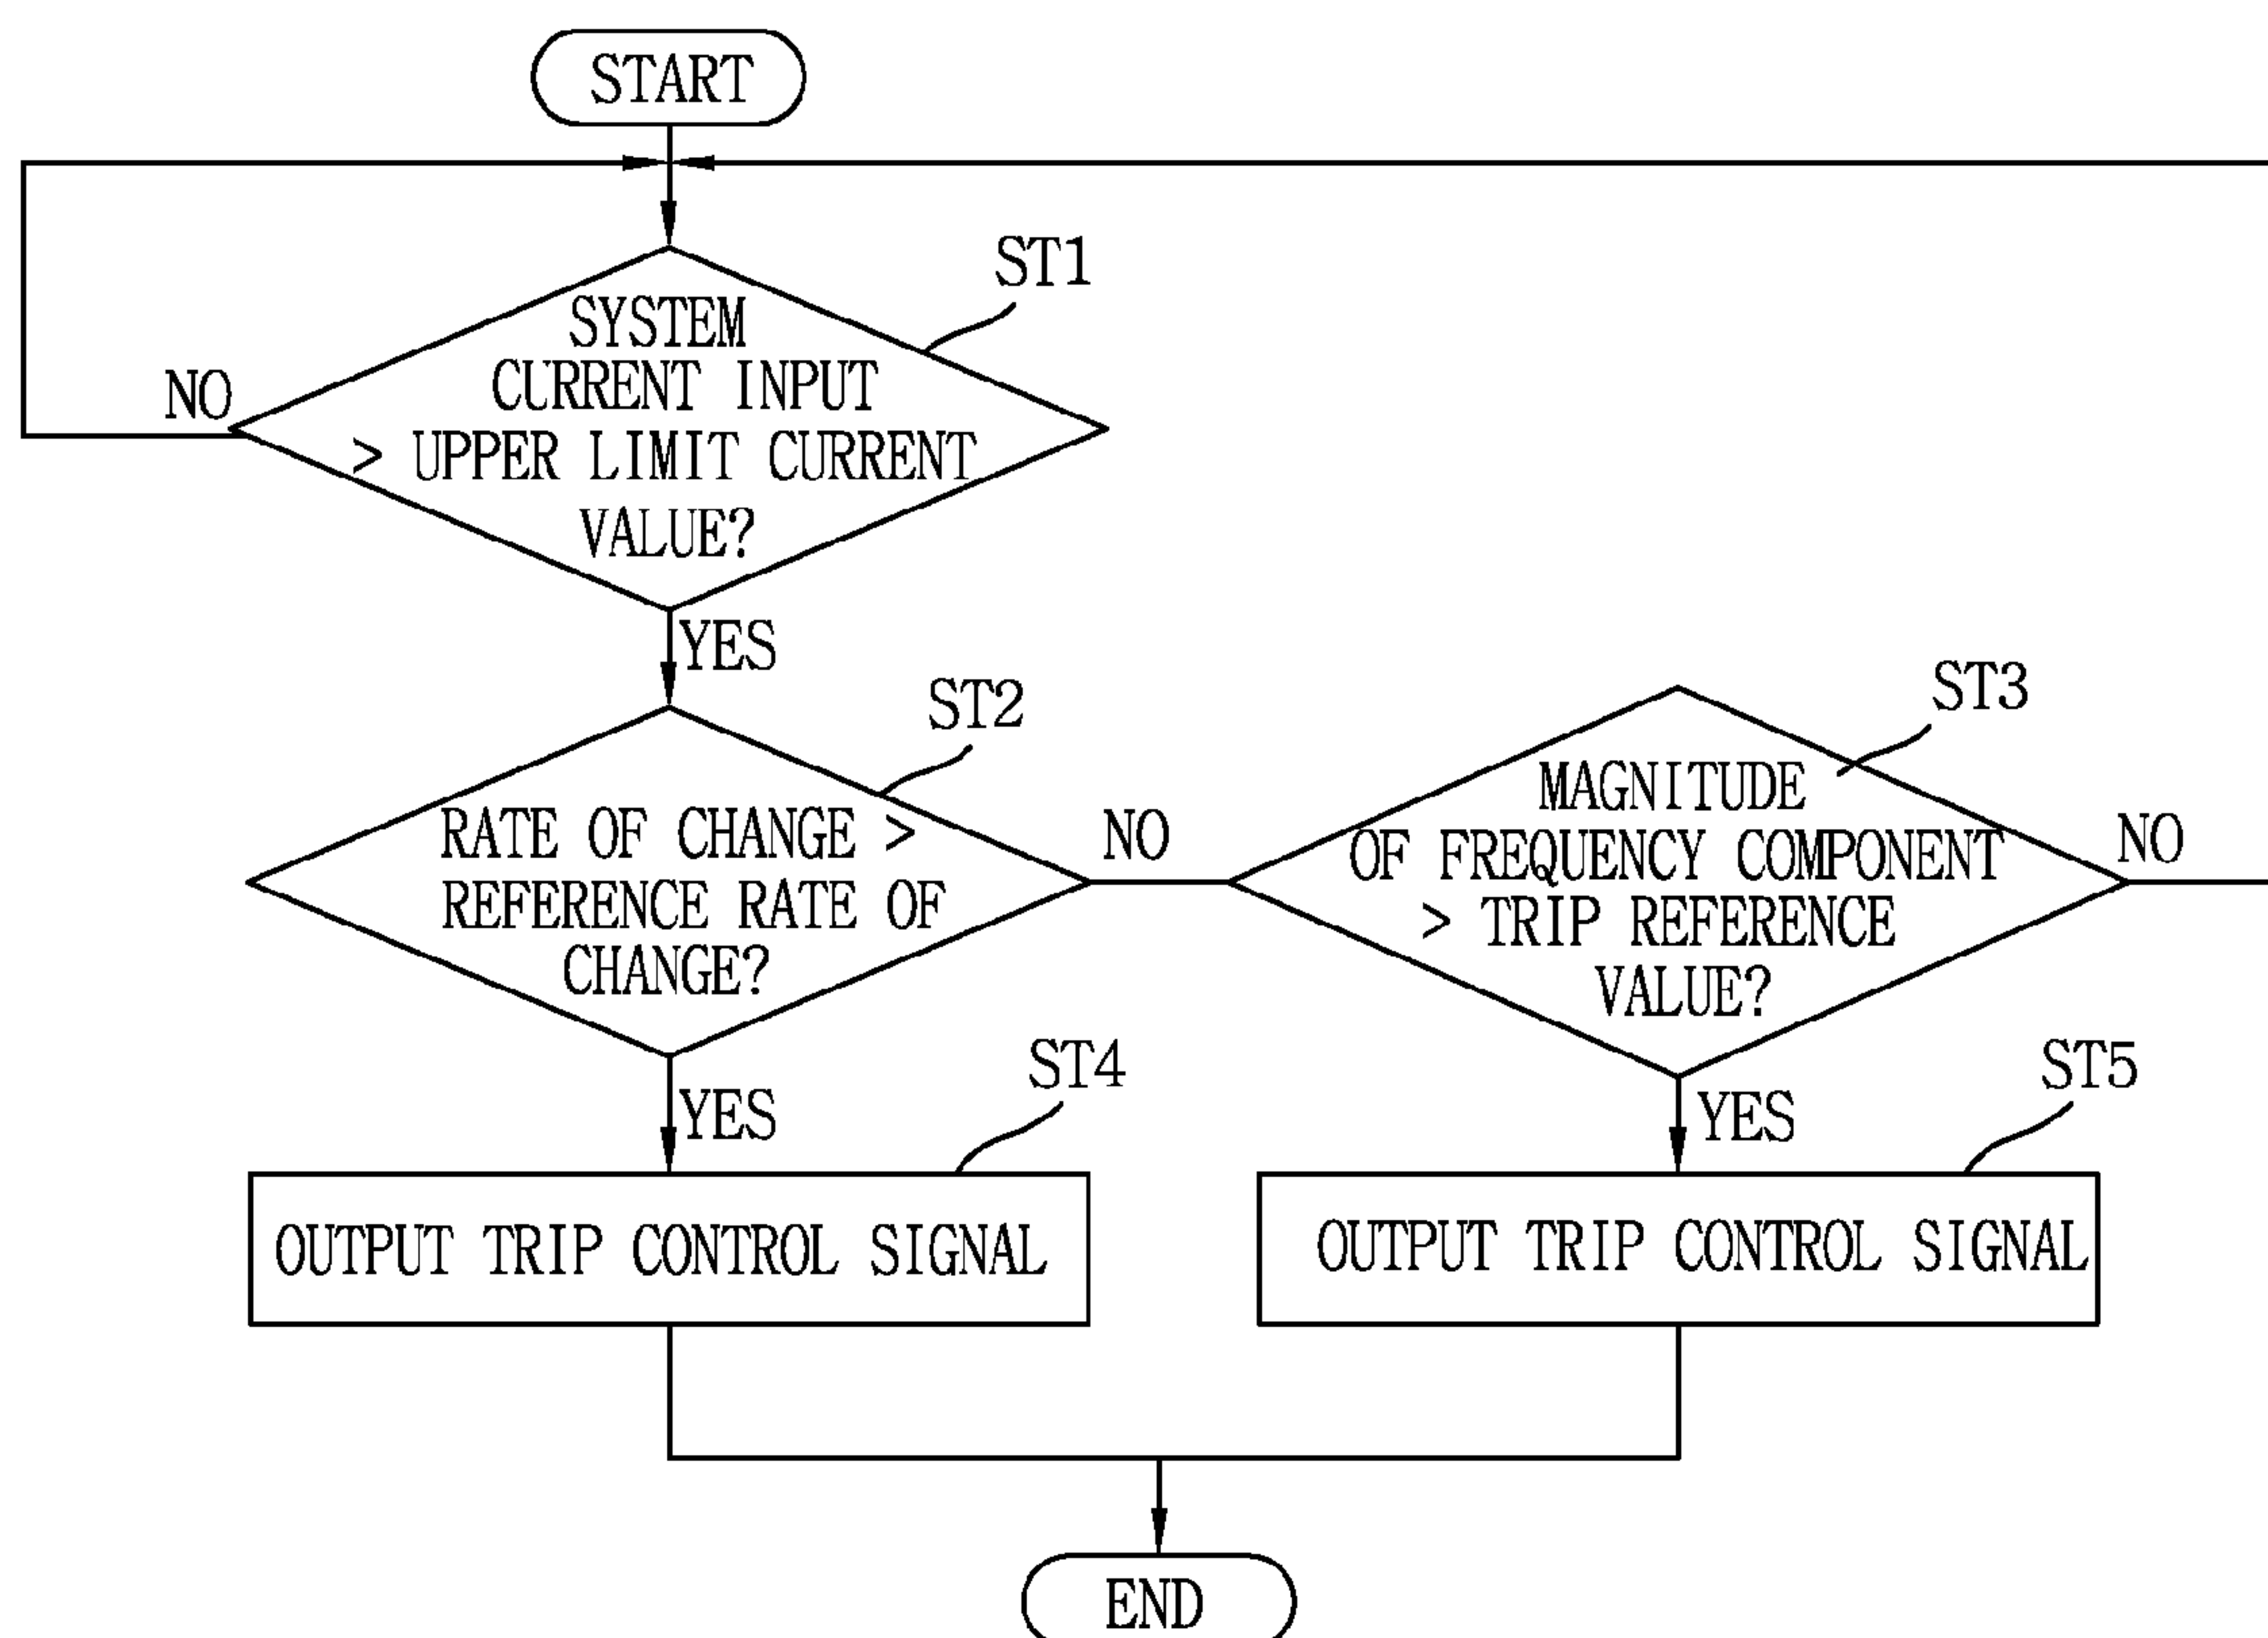 START
ST1
SYSTEM
CURRENT INPUT
> UPPER LIMIT CURRENT
VALUE?
NO
YES
ST2
RATE OF CHANGE >
REFERENCE RATE OF
CHANGE?
NO
ST3
MAGNITUDE
OF FREQUENCY COMPONENT
> TRIP REFERENCE
VALUE?
NO
YES
ST4
OUTPUT TRIP CONTROL SIGNAL
YES
ST5
OUTPUT TRIP CONTROL SIGNAL
END